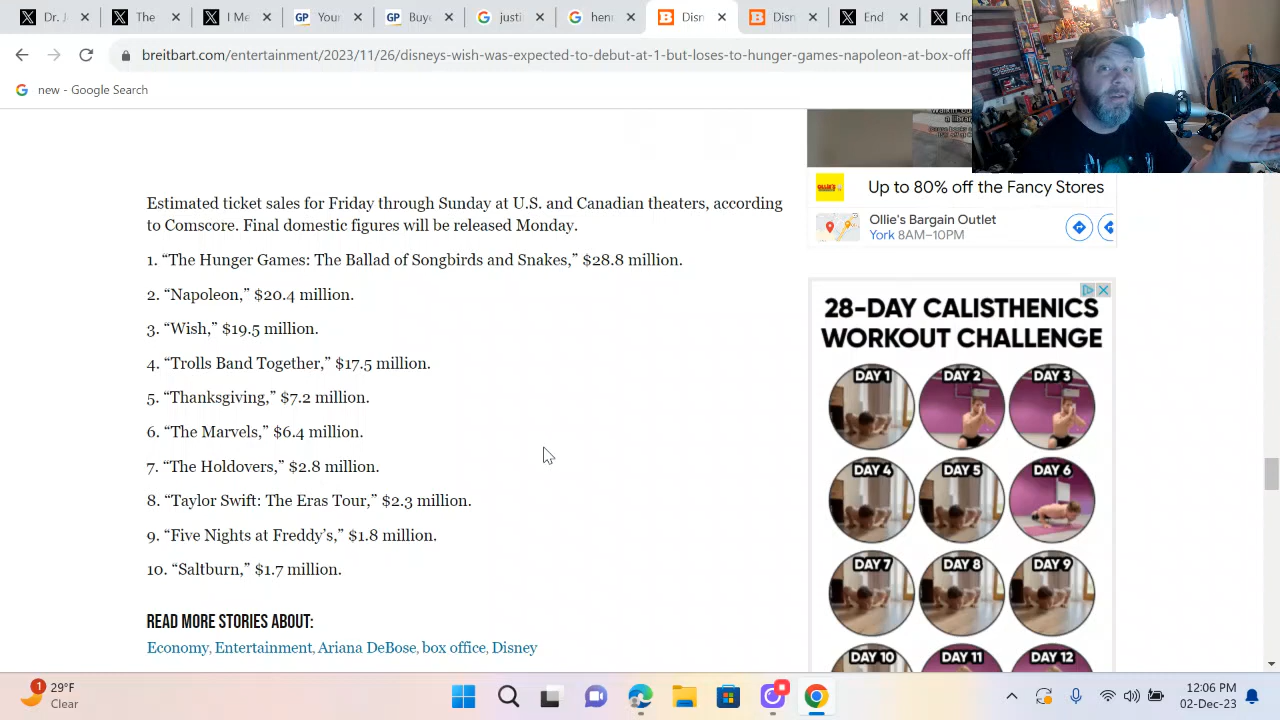 Dr.
The
I Me
Your
Buye
justi
henr
Disn
Disn
End
End
breitbart.com/entertainment/2023/11/26/disneys-wish-was-expected-to-debut-at-1-but-loses-to-hunger-games-napoleon-at-box-off
new - Google Search
Estimated ticket sales for Friday through Sunday at U.S. and Canadian theaters, according
to Comscore. Final domestic figures will be released Monday.
1. “The Hunger Games: The Ballad of Songbirds and Snakes,” $28.8 million.
2. “Napoleon,” $20.4 million.
3. “Wish,” $19.5 million.
4. “Trolls Band Together,” $17.5 million.
5. “Thanksgiving,” $7.2 million.
6. “The Marvels,” $6.4 million.
7. “The Holdovers,” $2.8 million.
8. “Taylor Swift: The Eras Tour,” $2.3 million.
9. “Five Nights at Freddy’s,” $1.8 million.
10. “Saltburn,” $1.7 million.
READ MORE STORIES ABOUT:
Economy, Entertainment, Ariana DeBose, box office, Disney
a library
Up to 80% off the Fancy Stores
Ollie's Bargain Outlet
York 8AM–10PM
28-DAY CALISTHENICS
WORKOUT CHALLENGE
DAY 1 DAY 2 DAY 3
DAY 4 DAY 5 DAY 6
DAY 7 DAY 8 DAY 9
DAY 10 DAY 11 DAY 12
1
29°F
Clear
12:06 PM
02-Dec-23